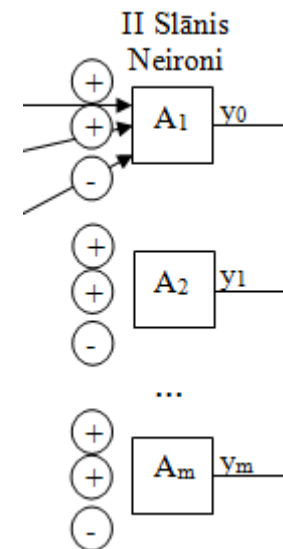 II Slānis
Neironi
+
+
-
A1
y0
+
+
-
A2
y1
...
+
+
-
Am
ym